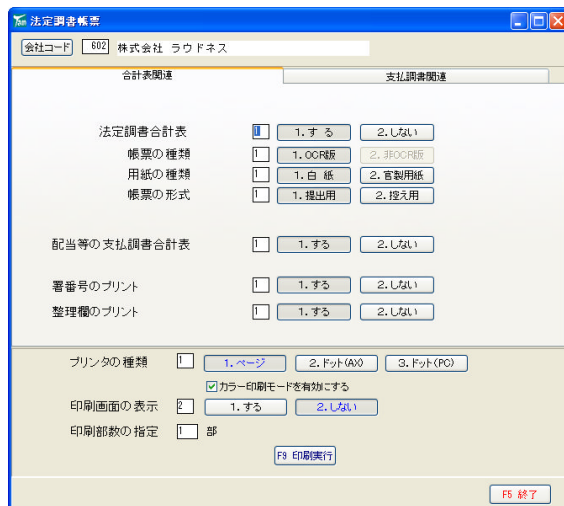 法定調書帳票
会社コード 602 株式会社 ラウドネス
合計表関連 支払調書関連
法定調書合計表 1 1.する 2.しない
帳票の種類 1 1.OCR版 2.非OCR版
用紙の種類 1 1.白 紙 2.官製用紙
帳票の形式 1 1.提出用 2.控え用
配当等の支払調書合計表 1 1.する 2.しない
署番号のプリント 1 1.する 2.しない
整理欄のプリント 1 1.する 2.しない
プリンタの種類 1 1.ページ 2.ドット(AX) 3.ドット(PC)
カラー印刷モードを有効にする
印刷画面の表示 2 1.する 2.しない
印刷部数の指定 1 部
F9 印刷実行
F5 終了